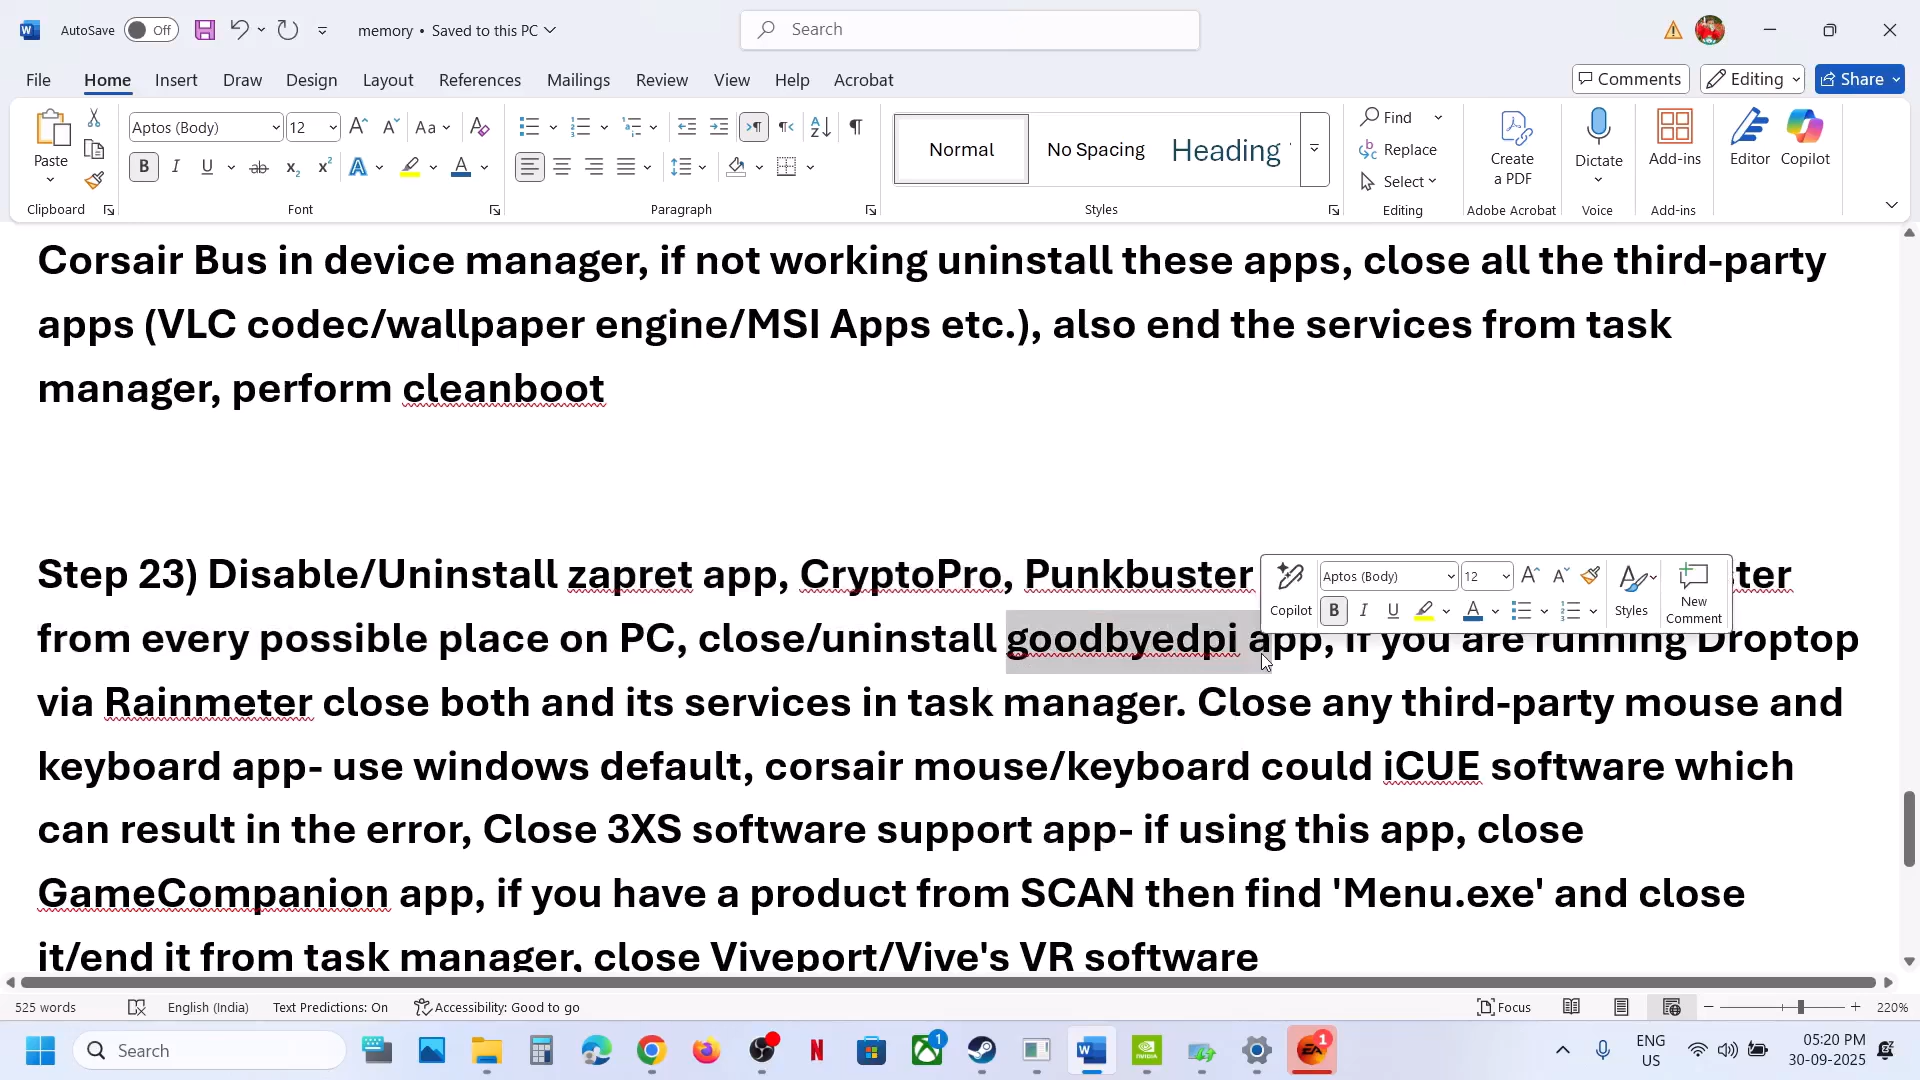 AutoSave Off memory • Saved to this PC Search
File Home Insert Draw Design Layout References Mailings Review View Help Acrobat Comments Editing Share
Paste Aptos (Body) 12 Normal No Spacing Heading Find Replace Select Create a PDF Dictate Add-ins Editor Copilot
Clipboard Font Paragraph Styles Editing Adobe Acrobat Voice Add-ins
Corsair Bus in device manager, if not working uninstall these apps, close all the third-party
apps (VLC codec/wallpaper engine/MSI Apps etc.), also end the services from task
manager, perform cleanboot
Step 23) Disable/Uninstall zapret app, CryptoPro, Punkbuster
Copilot Aptos (Body) 12 B I U Styles New Comment
from every possible place on PC, close/uninstall goodbyedpi app, if you are running Droptop
via Rainmeter close both and its services in task manager. Close any third-party mouse and
keyboard app- use windows default, corsair mouse/keyboard could iCUE software which
can result in the error, Close 3XS software support app- if using this app, close
GameCompanion app, if you have a product from SCAN then find 'Menu.exe' and close
it/end it from task manager, close Viveport/Vive's VR software
525 words English (India) Text Predictions: On Accessibility: Good to go Focus 220%
Search ENG US 05:20 PM 30-09-2025